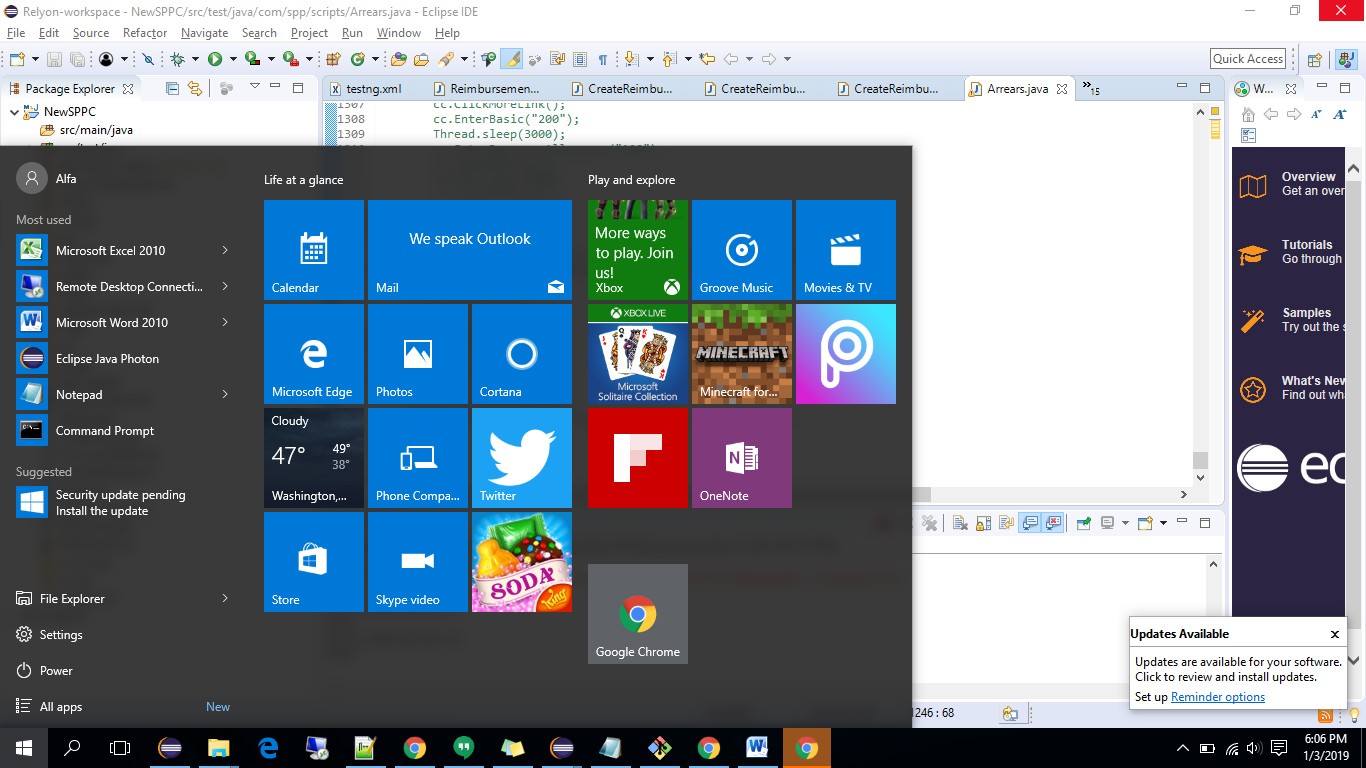 Relyon-workspace - NewSPPC/src/test/java/com/spp/scripts/Arrears.java - Eclipse IDE
File Edit Source Refactor Navigate Search Project Run Window Help
Quick Access
Package Explorer
testng.xml
Reimbursemen...
CreateReimbu...
CreateReimbu...
CreateReimbu...
Arrears.java
15
W...
NewSPPC
src/main/java
1307 cc.ClickMoreLink();
1308 cc.EnterBasic("200");
1309 Thread.sleep(3000);
Alfa
Most used
Microsoft Excel 2010
Remote Desktop Connecti...
Microsoft Word 2010
Eclipse Java Photon
Notepad
Command Prompt
Suggested
Security update pending
Install the update
File Explorer
Settings
Power
All apps New
Life at a glance
Calendar
We speak Outlook
Mail
Microsoft Edge
Photos
Cortana
Cloudy
47° 49°
38°
Washington,...
Phone Compa...
Twitter
Store
Skype video
SODA
King
Play and explore
More ways
to play. Join
us!
Xbox
Groove Music
Movies & TV
XBOX LIVE
Microsoft
Solitaire Collection
MINECRAFT
Minecraft for...
OneNote
Google Chrome
Overview
Get an over
Tutorials
Go through
Samples
Try out the s
What's New
Find out wha
ec
Updates Available
Updates are available for your software.
Click to review and install updates.
Set up Reminder options
1246 : 68
6:06 PM
1/3/2019